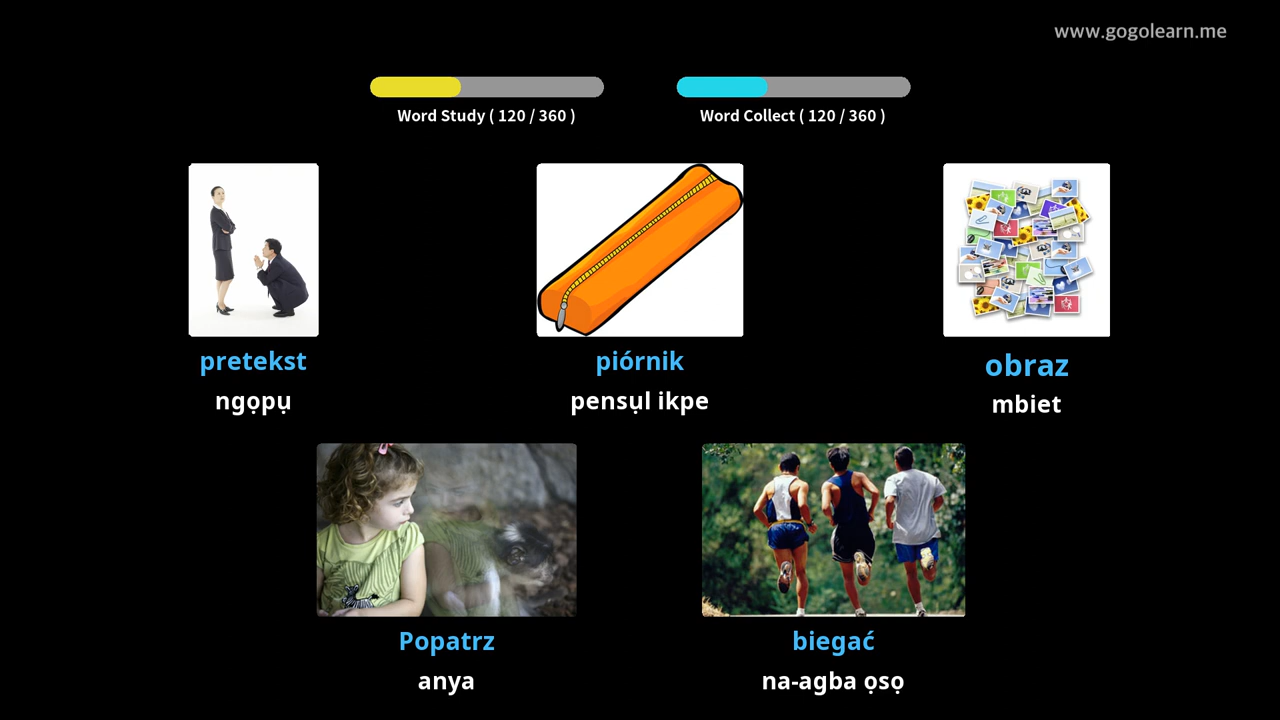 www.gogolearn.me
Word Study ( 120 / 360 )
Word Collect ( 120 / 360 )
pretekst
ngọpụ
piórnik
pensụl ikpe
obraz
mbiet
Popatrz
anya
biegać
na-agba ọsọ